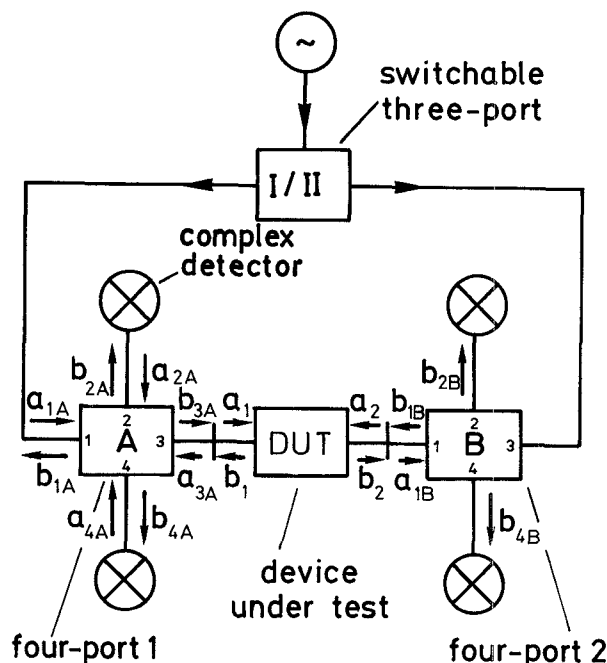 ~
switchable
three-port
I/II
complex
detector
b2A a2A b2B
a1A b3A a1 a2 b1B
1 2 A 3 4 DUT 1 2 B 3 4
b1A a3A b1 b2 a1B
a4A b4A b4B
device
under test
four-port 1 four-port 2